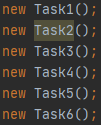 new Task1();
new Task2();
new Task3();
new Task4();
new Task5();
new Task6();